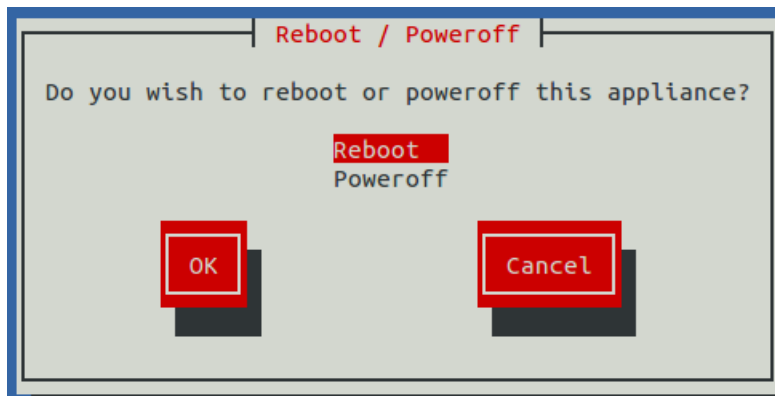 Reboot / Poweroff
Do you wish to reboot or poweroff this appliance?
Reboot
Poweroff
OK Cancel